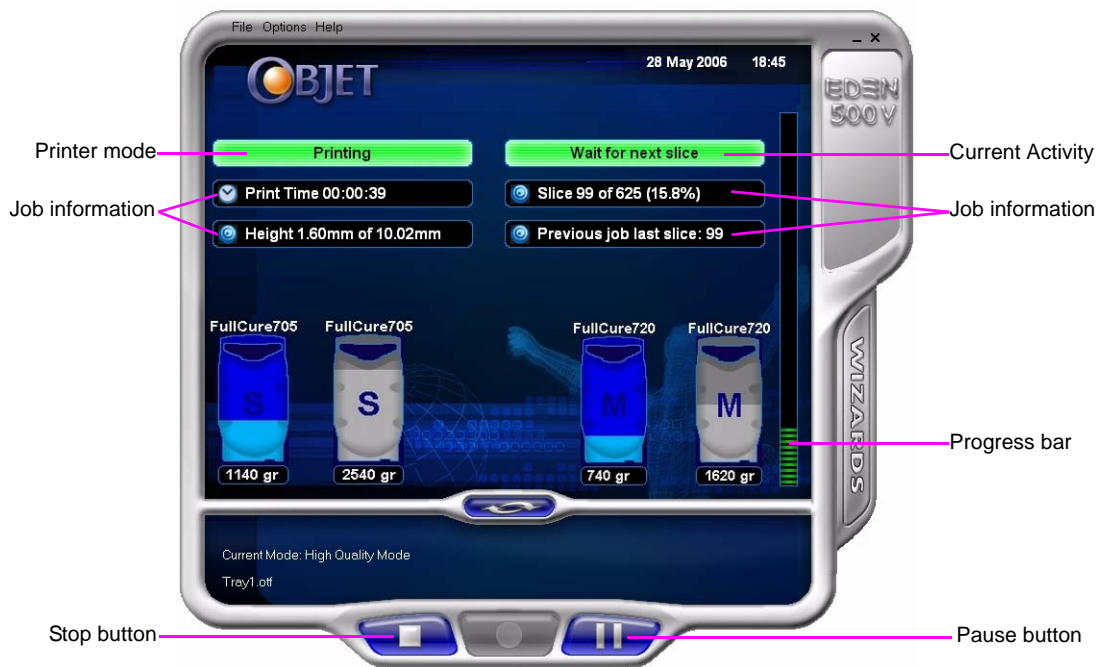 File Options Help
OBJET
28 May 2006 18:45
EDEN
500V
Printer mode
Printing
Wait for next slice
Current Activity
Job information
Print Time 00:00:39
Slice 99 of 625 (15.8%)
Job information
Height 1.60mm of 10.02mm
Previous job last slice: 99
FullCure705
FullCure705
FullCure720
FullCure720
S
S
M
M
WIZARDS
Progress bar
1140 gr
2540 gr
740 gr
1620 gr
Current Mode: High Quality Mode
Tray1.otf
Stop button
Pause button